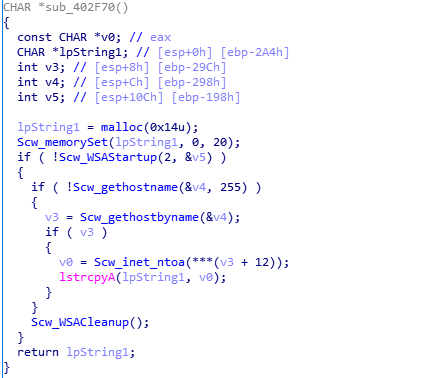 CHAR *sub_402F70()
{
  const CHAR *v0; // eax
  CHAR *lpString1; // [esp+0h] [ebp-2A4h]
  int v3; // [esp+8h] [ebp-29Ch]
  int v4; // [esp+Ch] [ebp-298h]
  int v5; // [esp+10Ch] [ebp-198h]
  lpString1 = malloc(0x14u);
  Scw_memorySet(lpString1, 0, 20);
  if ( !Scw_WSAStartup(2, &v5) )
  {
    if ( !Scw_gethostname(&v4, 255) )
    {
      v3 = Scw_gethostbyname(&v4);
      if ( v3 )
      {
        v0 = Scw_inet_ntoa(***(v3 + 12));
        lstrcpyA(lpString1, v0);
      }
    }
    Scw_WSACleanup();
  }
  return lpString1;
}